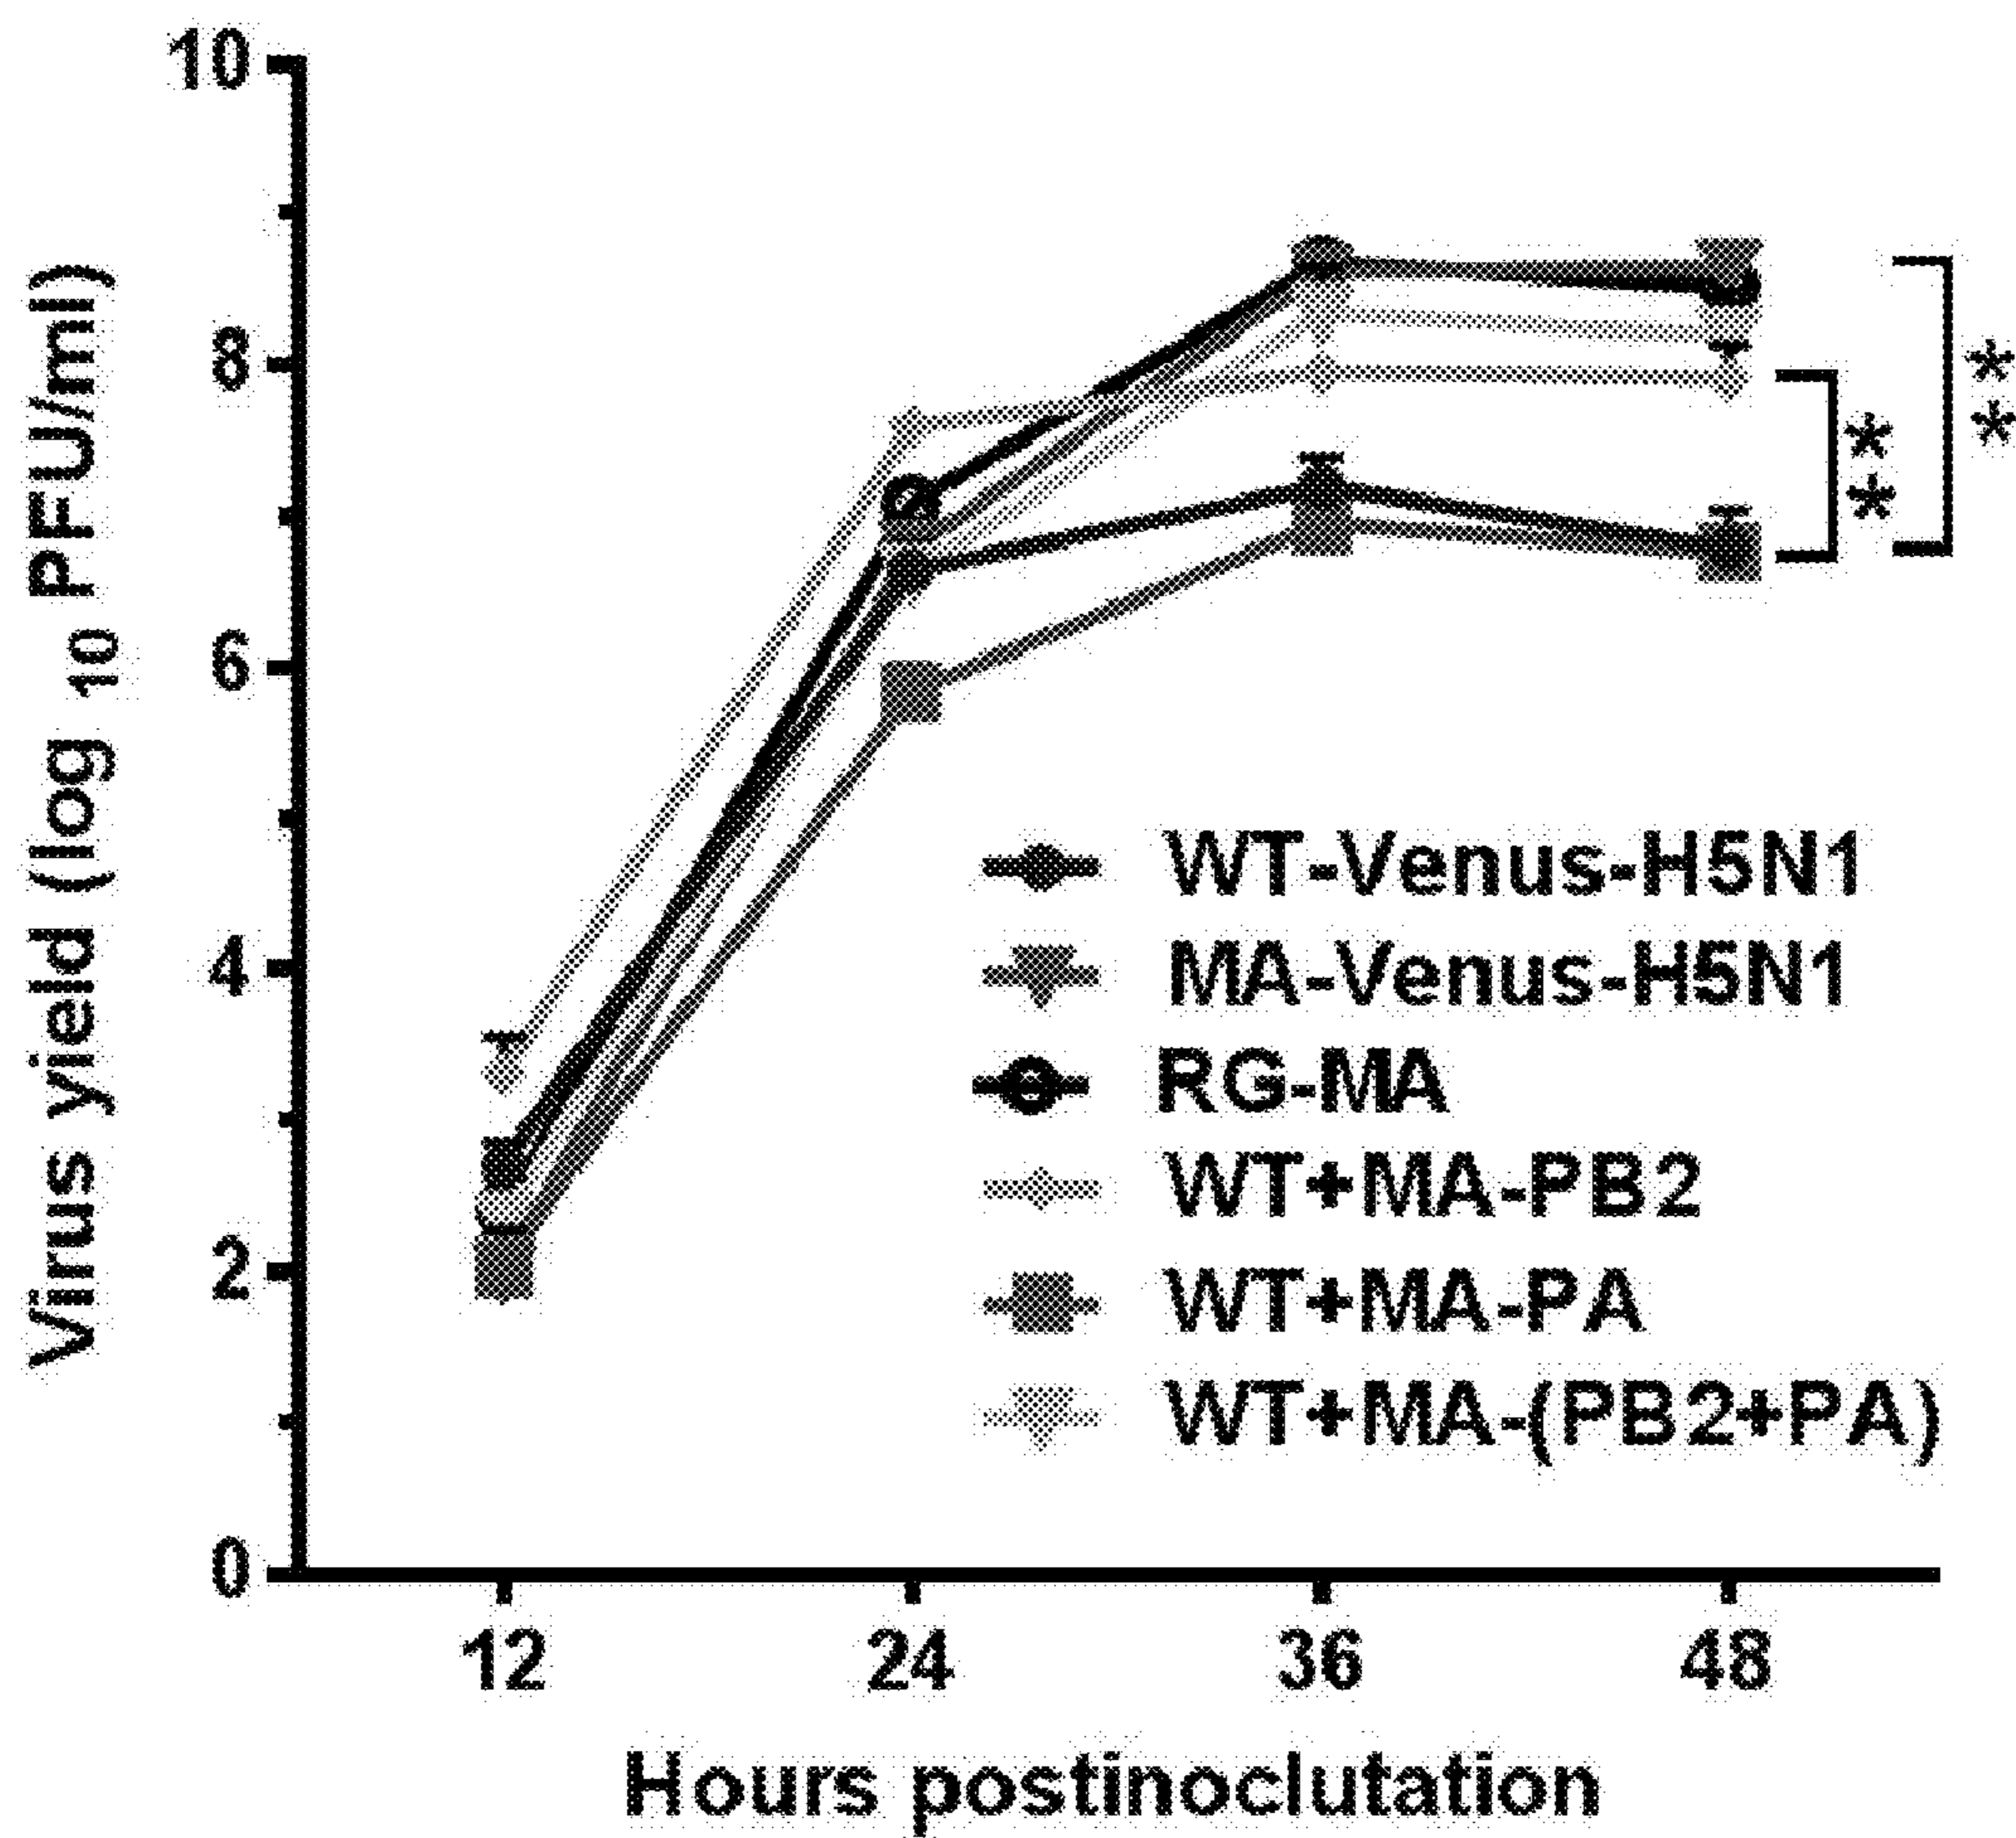 Virus yield (log 10 PFU/ml)
10
8
6
4
2
0
12 24 36 48
Hours postinoclutation
WT-Venus-H5N1
MA-Venus-H5N1
RG-MA
WT+MA-PB2
WT+MA-PA
WT+MA-(PB2+PA)
**
**